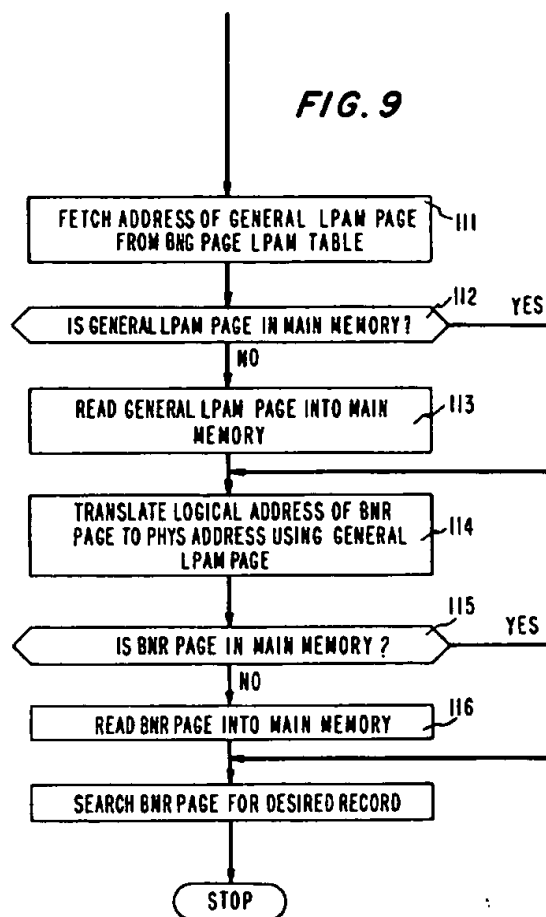 FIG. 9
FETCH ADDRESS OF GENERAL LPAM PAGE
FROM BNG PAGE LPAM TABLE
111
IS GENERAL LPAM PAGE IN MAIN MEMORY?
112
YES
NO
READ GENERAL LPAM PAGE INTO MAIN
MEMORY
113
TRANSLATE LOGICAL ADDRESS OF BNR
PAGE TO PHYS ADDRESS USING GENERAL
LPAM PAGE
114
IS BNR PAGE IN MAIN MEMORY?
115
YES
NO
READ BNR PAGE INTO MAIN MEMORY
116
SEARCH BNR PAGE FOR DESIRED RECORD
STOP